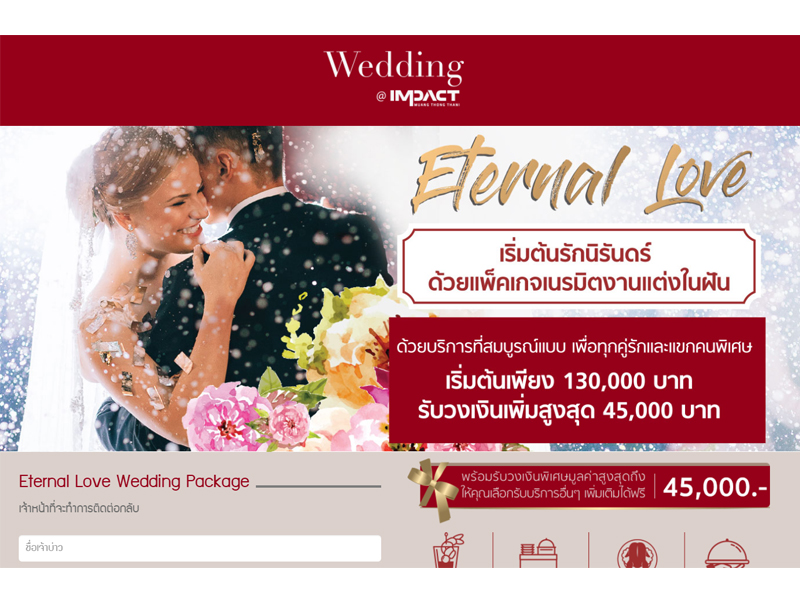 Wedding
@ IMPACT
MUANG THONG THANI
Eternal Love
เริ่มต้นรักนิรันดร์
ด้วยแพ็คเกจเนรมิตงานแต่งในฝัน
ด้วยบริการที่สมบูรณ์แบบ เพื่อทุกคู่รักและแขกคนพิเศษ
เริ่มต้นเพียง 130,000 บาท
รับวงเงินเพิ่มสูงสุด 45,000 บาท
Eternal Love Wedding Package
เจ้าหน้าที่จะทำการติดต่อกลับ
ชื่อเจ้าบ่าว
พร้อมรับวงเงินพิเศษมูลค่าสูงสุดถึง
ให้คุณเลือกรับบริการอื่นๆ เพิ่มเติมได้ฟรี
45,000.-